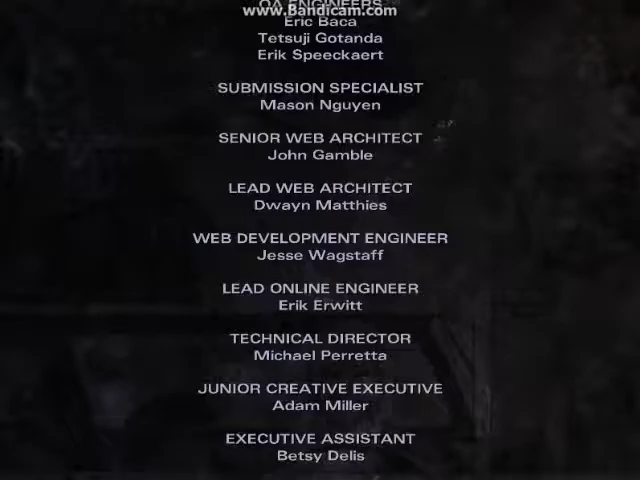 QA ENGINEERS
www.Bandicam.com
Eric Baca
Tetsuji Gotanda
Erik Speeckaert
SUBMISSION SPECIALIST
Mason Nguyen
SENIOR WEB ARCHITECT
John Gamble
LEAD WEB ARCHITECT
Dwayn Matthies
WEB DEVELOPMENT ENGINEER
Jesse Wagstaff
LEAD ONLINE ENGINEER
Erik Erwitt
TECHNICAL DIRECTOR
Michael Perretta
JUNIOR CREATIVE EXECUTIVE
Adam Miller
EXECUTIVE ASSISTANT
Betsy Delis